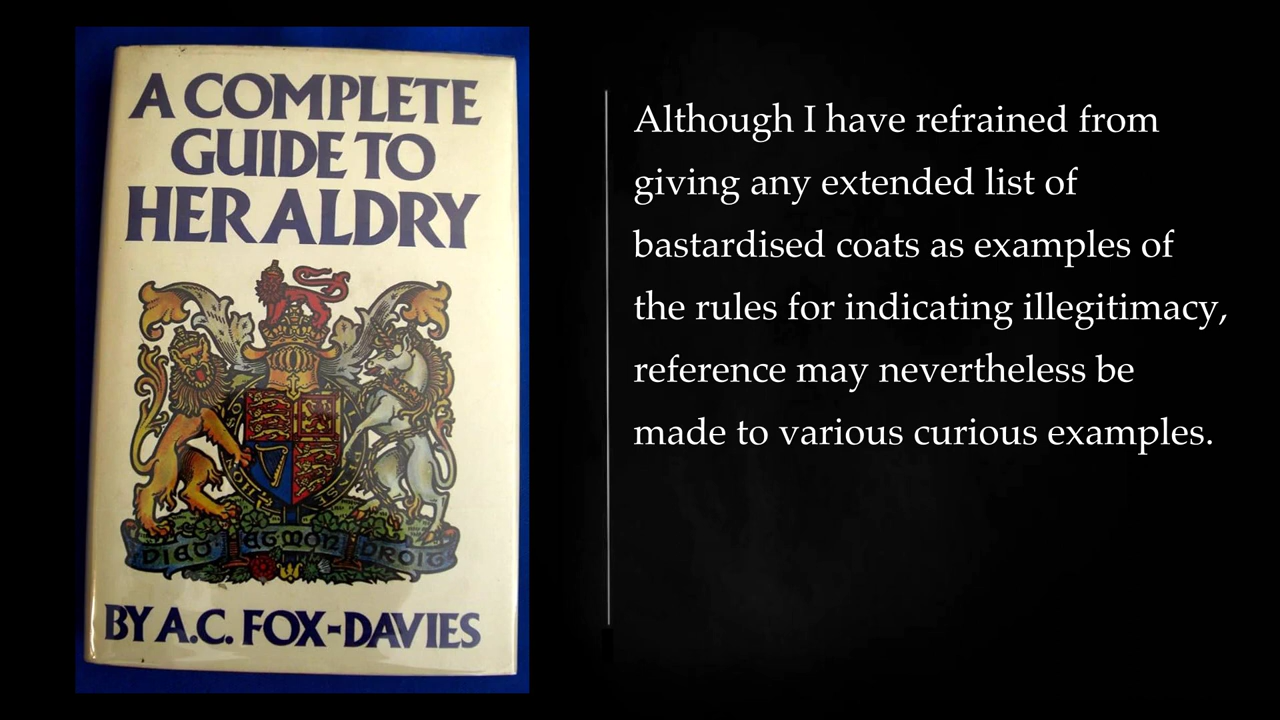 A COMPLETE
GUIDE TO
HERALDRY
DIEU ET MON DROIT
BY A.C. FOX-DAVIES
Although I have refrained from
giving any extended list of
bastardised coats as examples of
the rules for indicating illegitimacy,
reference may nevertheless be
made to various curious examples.